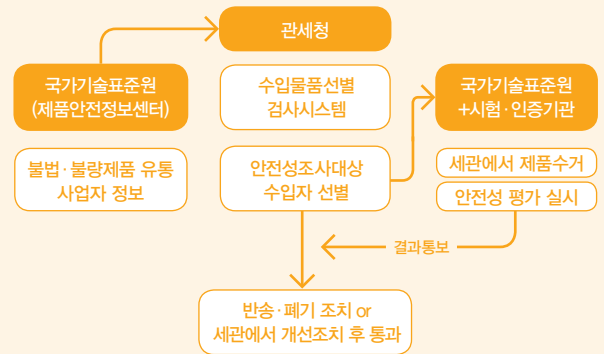 관세청
국가기술표준원
(제품안전정보센터)
불법·불량제품 유통
사업자 정보
수입물품선별
검사시스템
안전성조사대상
수입자 선별
국가기술표준원
+시험·인증기관
세관에서 제품수거
안전성 평가 실시
결과통보
반송·폐기 조치 or
세관에서 개선조치 후 통과